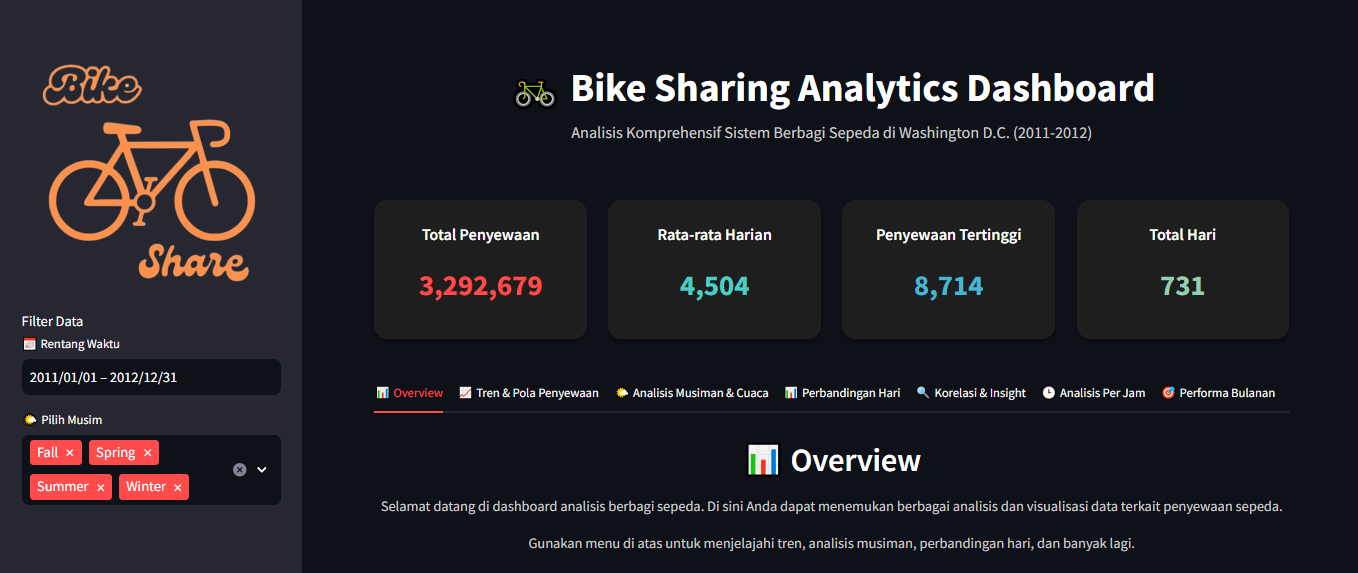 Bike
Share
Filter Data
Rentang Waktu
2011/01/01 – 2012/12/31
Pilih Musim
Fall × Spring ×
Summer × Winter ×
Bike Sharing Analytics Dashboard
Analisis Komprehensif Sistem Berbagi Sepeda di Washington D.C. (2011-2012)
Total Penyewaan
3,292,679
Rata-rata Harian
4,504
Penyewaan Tertinggi
8,714
Total Hari
731
Overview Tren & Pola Penyewaan Analisis Musiman & Cuaca Perbandingan Hari Korelasi & Insight Analisis Per Jam Performa Bulanan
Overview
Selamat datang di dashboard analisis berbagi sepeda. Di sini Anda dapat menemukan berbagai analisis dan visualisasi data terkait penyewaan sepeda.
Gunakan menu di atas untuk menjelajahi tren, analisis musiman, perbandingan hari, dan banyak lagi.